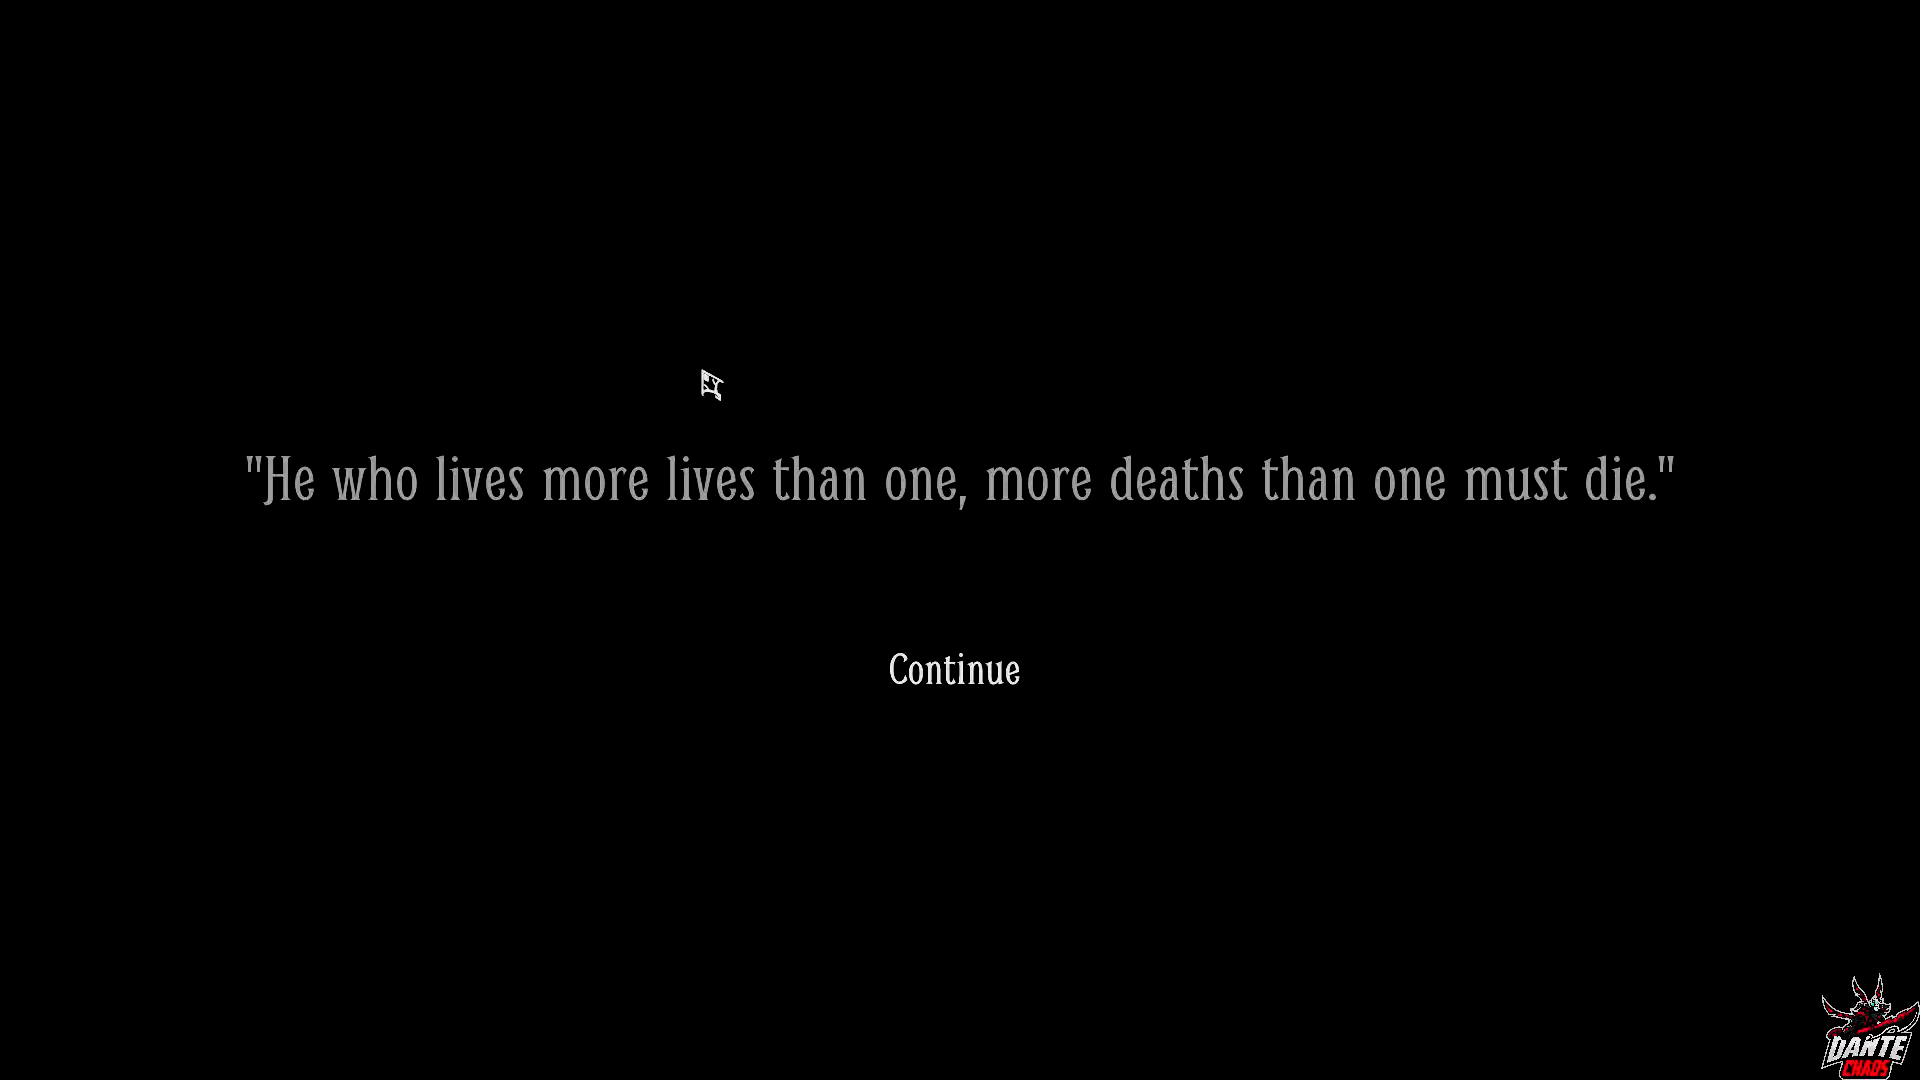 "He who lives more lives than one, more deaths than one must die."
Continue
DANTE
CHAOS